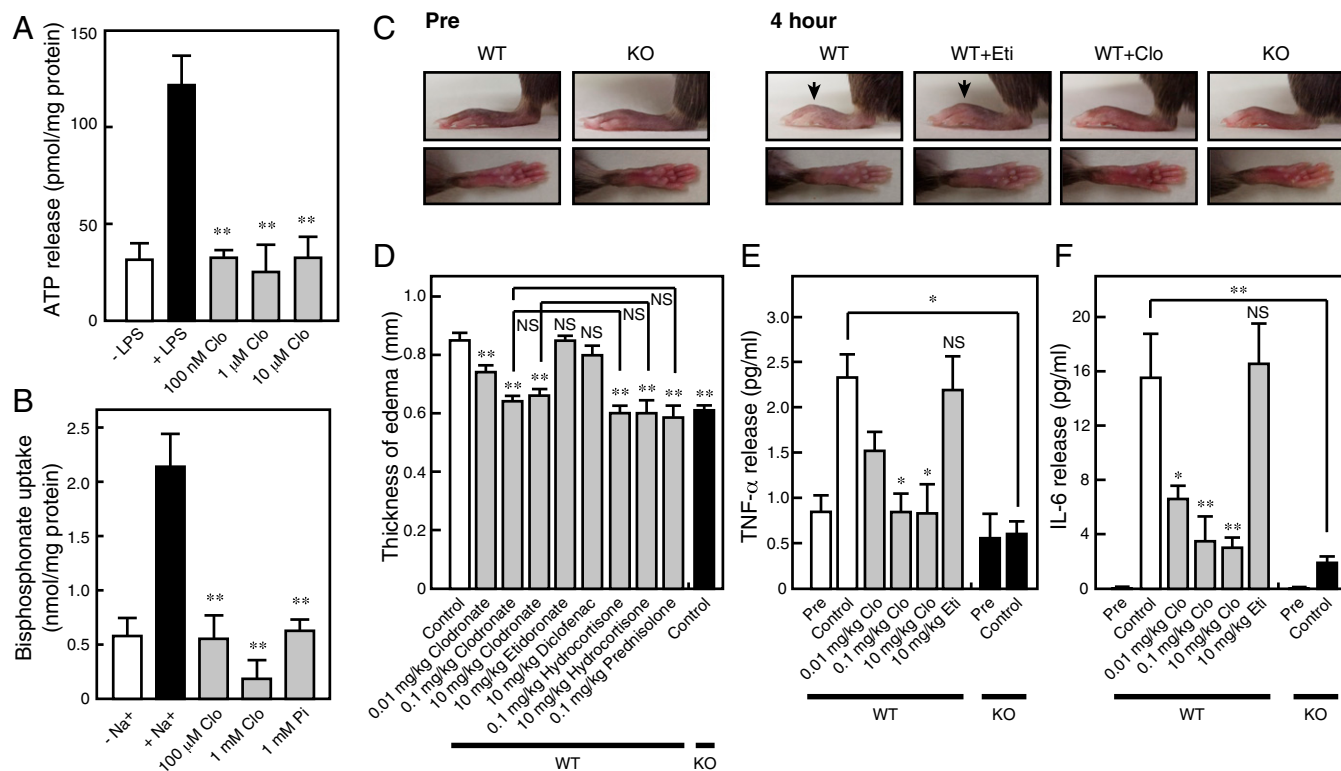 A
ATP release (pmol/mg protein)
150
100
50
0
- LPS
+ LPS
100 nM Clo
1 μM Clo
10 μM Clo
**
**
**
B
Bisphosphonate uptake
(nmol/mg protein)
2.5
2.0
1.5
1.0
0.5
0
- Na+
+ Na+
100 μM Clo
1 mM Clo
1 mM Pi
**
**
**
C
Pre
4 hour
WT
KO
WT
WT+Eti
WT+Clo
KO
D
Thickness of edema (mm)
1.0
0.8
0.6
0.4
0.2
0
**
**
**
NS
NS
**
**
**
**
NS
NS
NS
Control
0.01 mg/kg Clodronate
0.1 mg/kg Clodronate
10 mg/kg Clodronate
10 mg/kg Etidronate
10 mg/kg Diclofenac
0.1 mg/kg Hydrocortisone
10 mg/kg Hydrocortisone
0.1 mg/kg Prednisolone
Control
WT
KO
E
TNF-α release (pg/ml)
3.0
2.5
2.0
1.5
1.0
0.5
0
*
*
*
NS
Pre
Control
0.01 mg/kg Clo
0.1 mg/kg Clo
10 mg/kg Clo
10 mg/kg Eti
Pre
Control
WT
KO
F
IL-6 release (pg/ml)
20
16
12
8
4
0
**
*
**
**
NS
Pre
Control
0.01 mg/kg Clo
0.1 mg/kg Clo
10 mg/kg Clo
10 mg/kg Eti
Pre
Control
WT
KO